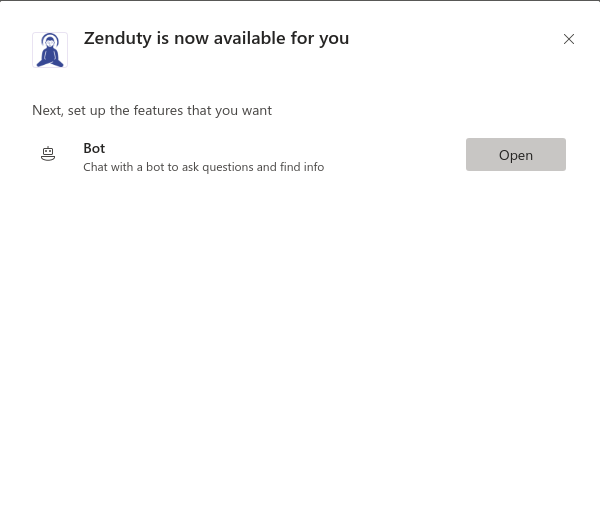 Zenduty is now available for you
Next, set up the features that you want
Bot
Chat with a bot to ask questions and find info
Open